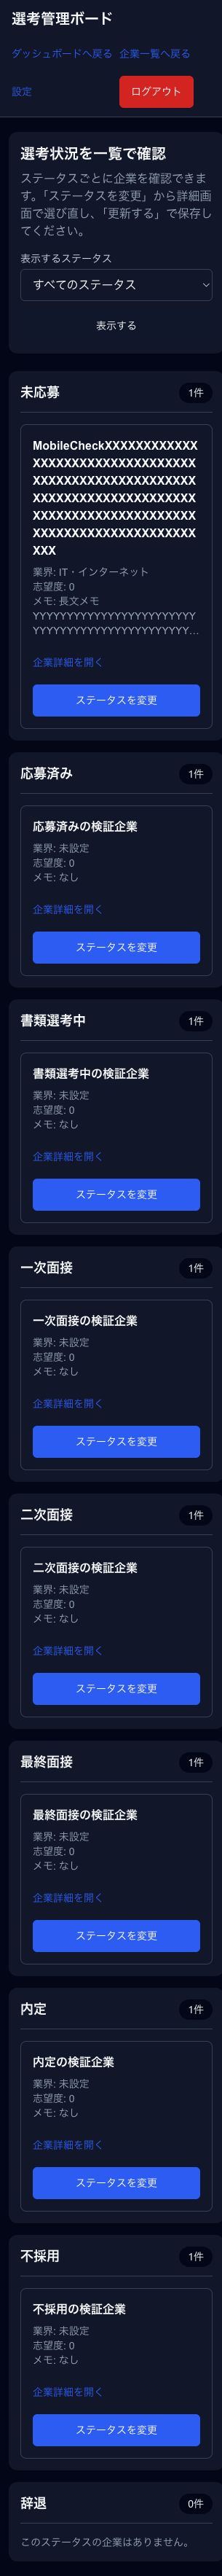 選考管理ボード
ダッシュボードへ戻る 企業一覧へ戻る
設定 ログアウト
選考状況を一覧で確認
ステータスごとに企業を確認できま
す。「ステータスを変更」から詳細画
面で選び直し、「更新する」で保存し
てください。
表示するステータス
すべてのステータス
表示する
未応募 1件
MobileCheckXXXXXXXXXXXX
XXXXXXXXXXXXXXXXXXXXX
XXXXXXXXXXXXXXXXXXXXX
XXXXXXXXXXXXXXXXXXXXX
XXXXXXXXXXXXXXXXXXXXX
XXXXXXXXXXXXXXXXXXXXX
XXX
業界: IT・インターネット
志望度: 0
メモ: 長文メモ
YYYYYYYYYYYYYYYYYYYYYYYY
YYYYYYYYYYYYYYYYYYYYYYY…
企業詳細を開く
ステータスを変更
応募済み 1件
応募済みの検証企業
業界: 未設定
志望度: 0
メモ: なし
企業詳細を開く
ステータスを変更
書類選考中 1件
書類選考中の検証企業
業界: 未設定
志望度: 0
メモ: なし
企業詳細を開く
ステータスを変更
一次面接 1件
一次面接の検証企業
業界: 未設定
志望度: 0
メモ: なし
企業詳細を開く
ステータスを変更
二次面接 1件
二次面接の検証企業
業界: 未設定
志望度: 0
メモ: なし
企業詳細を開く
ステータスを変更
最終面接 1件
最終面接の検証企業
業界: 未設定
志望度: 0
メモ: なし
企業詳細を開く
ステータスを変更
内定 1件
内定の検証企業
業界: 未設定
志望度: 0
メモ: なし
企業詳細を開く
ステータスを変更
不採用 1件
不採用の検証企業
業界: 未設定
志望度: 0
メモ: なし
企業詳細を開く
ステータスを変更
辞退 0件
このステータスの企業はありません。